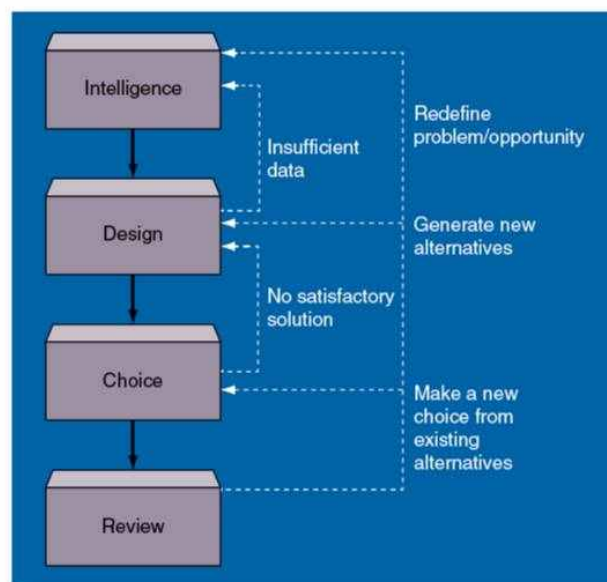 Intelligence
Redefine
problem/opportunity
Insufficient
data
Design
Generate new
alternatives
No satisfactory
solution
Choice
Make a new
choice from
existing
alternatives
Review